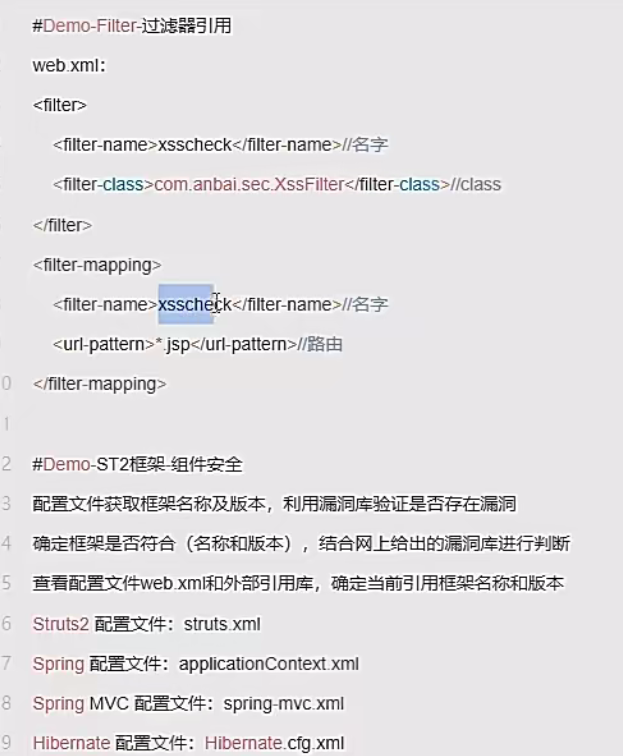 #Demo-Filter-过滤器引用
web.xml：
<filter>
<filter-name>xsscheck</filter-name>//名字
<filter-class>com.anbai.sec.XssFilter</filter-class>//class
</filter>
<filter-mapping>
<filter-name>xsscheck</filter-name>//名字
<url-pattern>*.jsp</url-pattern>//路由
0 </filter-mapping>
1
2 #Demo-ST2框架-组件安全
3 配置文件获取框架名称及版本，利用漏洞库验证是否存在漏洞
4 确定框架是否符合（名称和版本），结合网上给出的漏洞库进行判断
5 查看配置文件web.xml和外部引用库，确定当前引用框架名称和版本
6 Struts2 配置文件：struts.xml
7 Spring 配置文件：applicationContext.xml
8 Spring MVC 配置文件：spring-mvc.xml
9 Hibernate 配置文件：Hibernate.cfg.xml